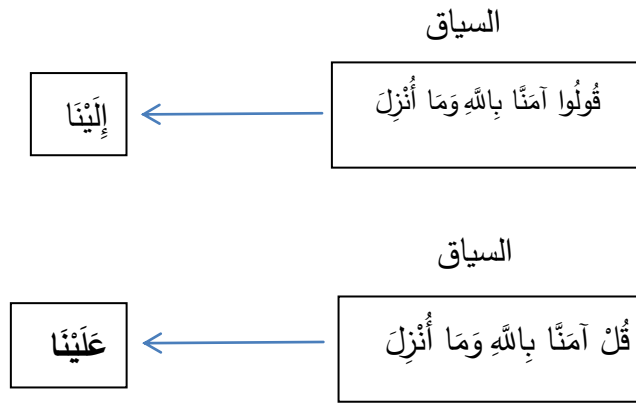 السياق
قُولُوا آمَنَّا بِاللَّهِ وَمَا أُنْزِلَ
إِلَيْنَا
السياق
قُلْ آمَنَّا بِاللَّهِ وَمَا أُنْزِلَ
عَلَيْنَا